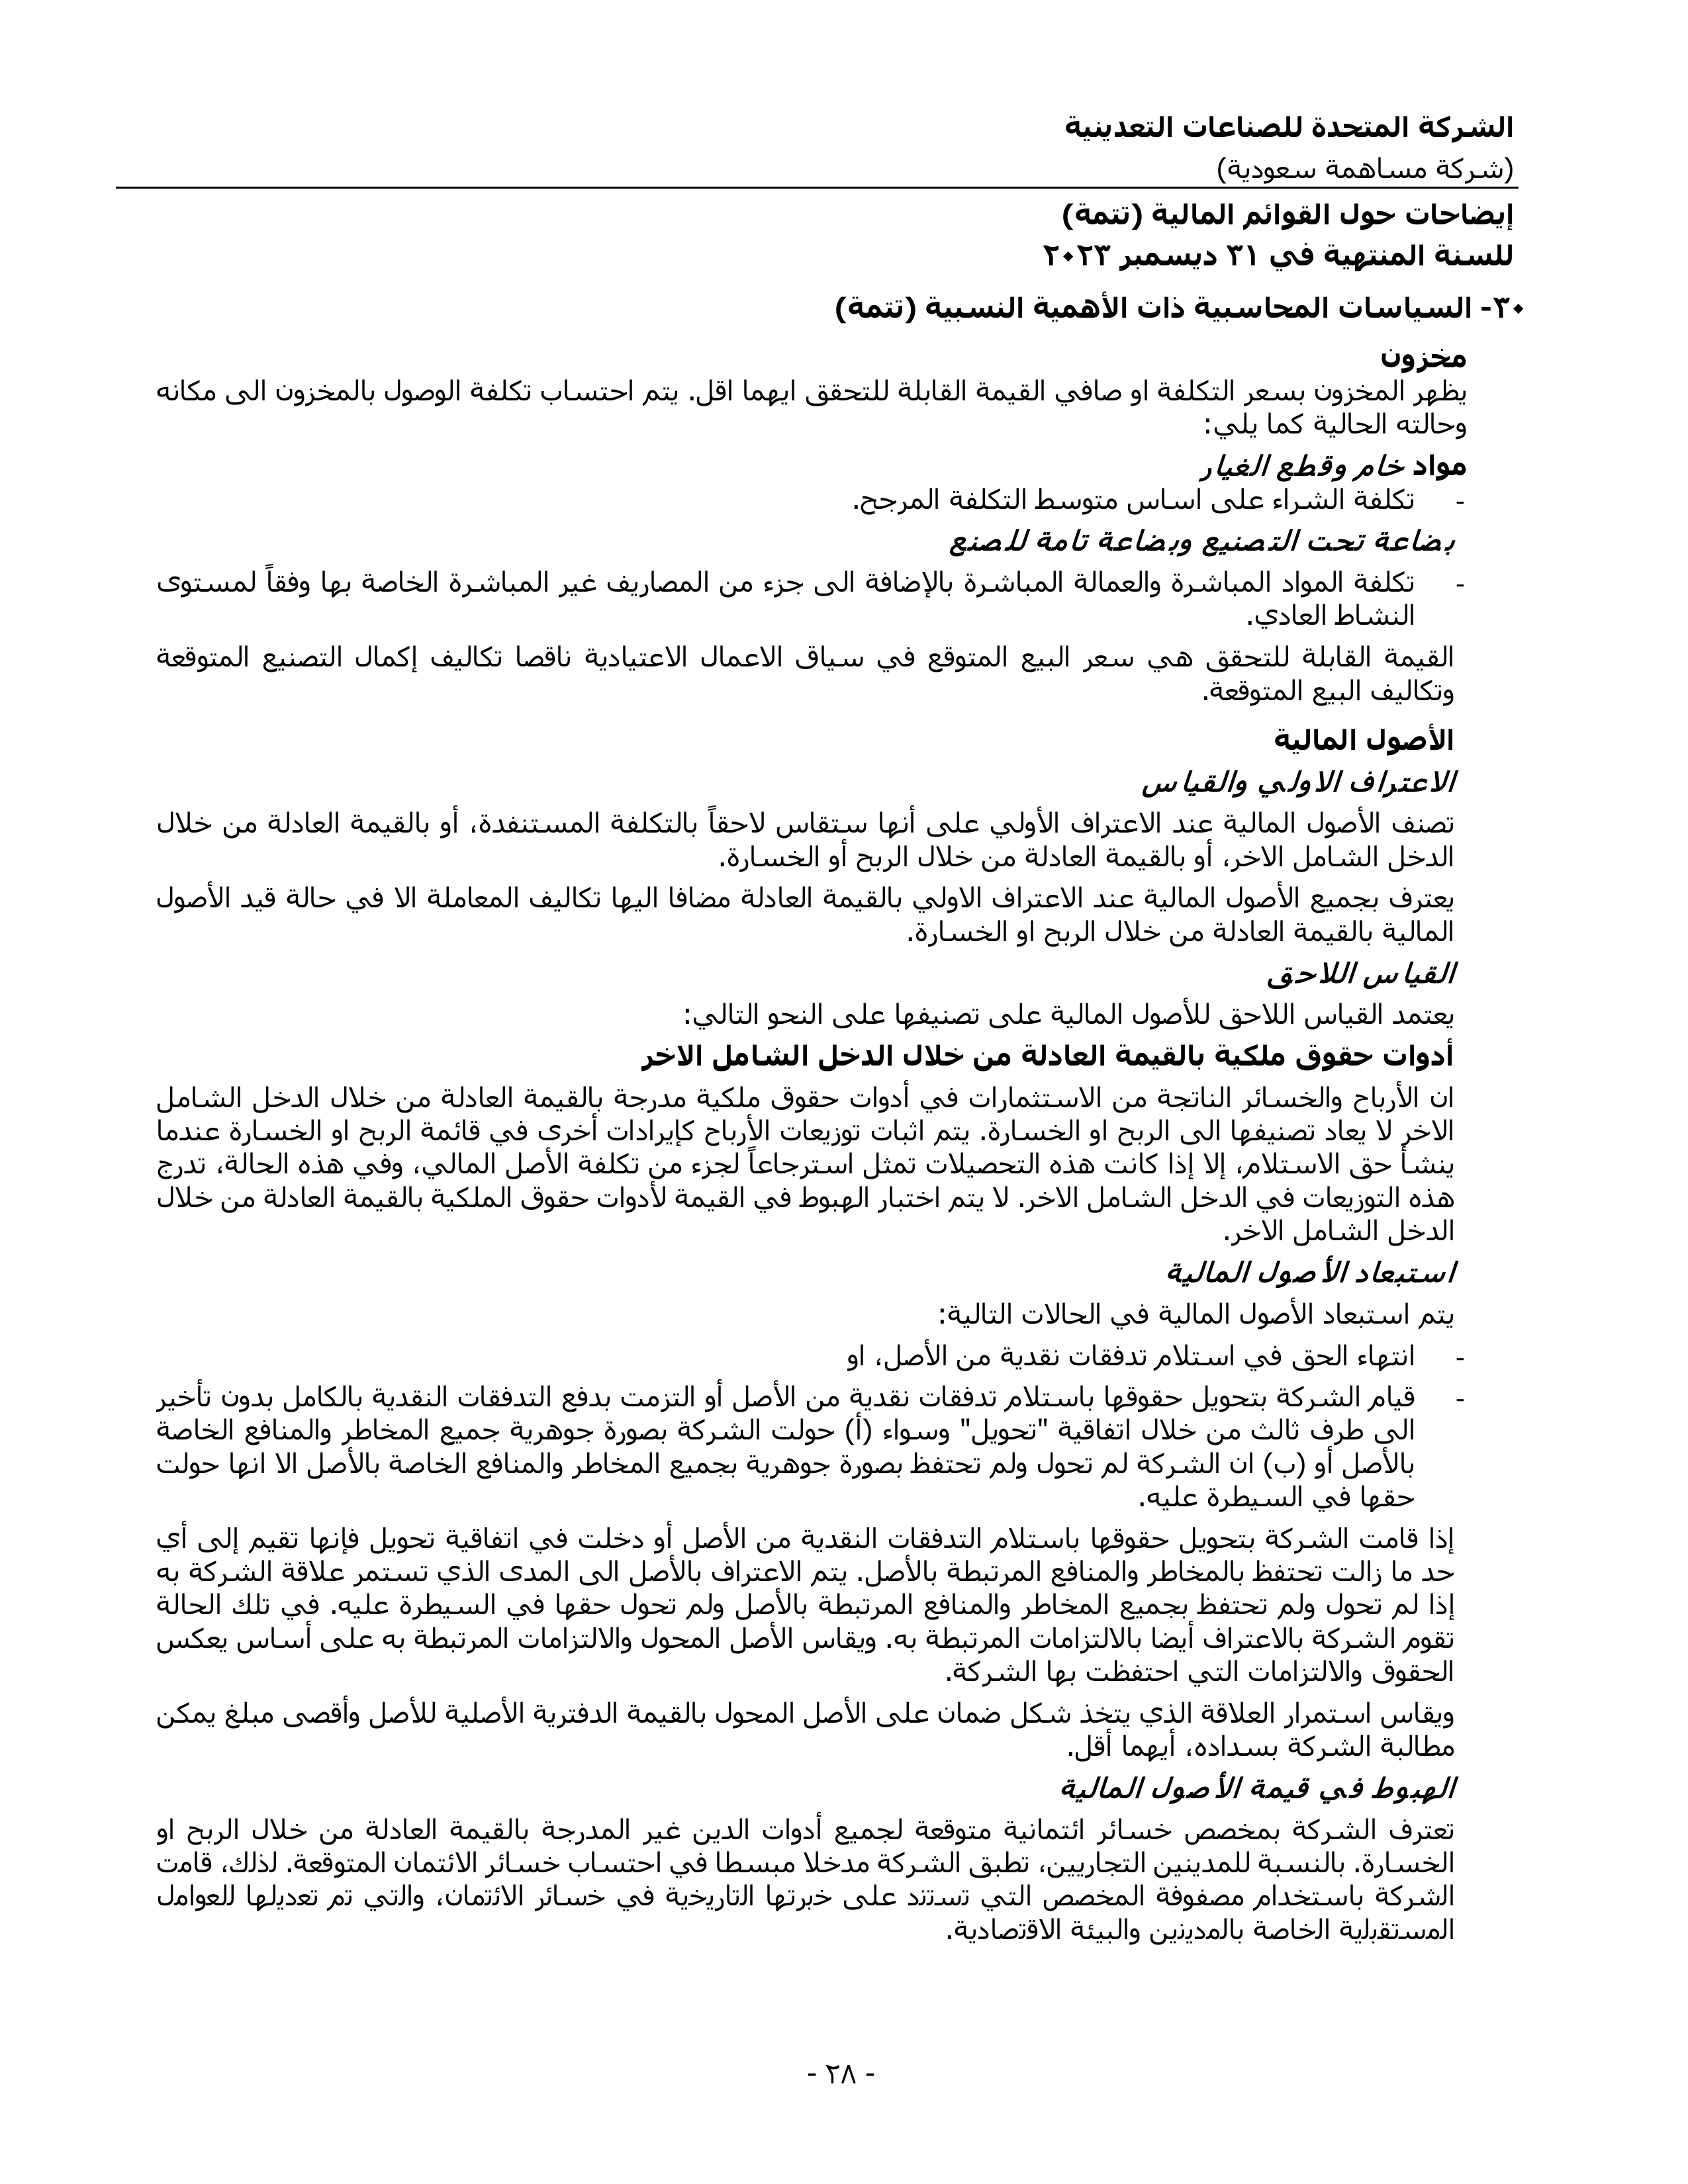 الشركة المتحدة للصناعات التعدينية
(شركة مساهمة سعودية)
إيضاحات حول القوائم المالية (تتمة)
للسنة المنتهية في ٣١ ديسمبر ٢٠٢٣
٣٠- السياسات المحاسبية ذات الأهمية النسبية (تتمة)
مخزون
يظهر المخزون بسعر التكلفة او صافي القيمة القابلة للتحقق ايهما اقل. يتم احتساب تكلفة الوصول بالمخزون الى مكانه
وحالته الحالية كما يلي:
مواد خام وقطع الغيار
- تكلفة الشراء على اساس متوسط التكلفة المرجح.
بضاعة تحت التصنيع وبضاعة تامة للصنع
- تكلفة المواد المباشرة والعمالة المباشرة بالإضافة الى جزء من المصاريف غير المباشرة الخاصة بها وفقاً لمستوى
النشاط العادي.
القيمة القابلة للتحقق هي سعر البيع المتوقع في سياق الاعمال الاعتيادية ناقصا تكاليف إكمال التصنيع المتوقعة
وتكاليف البيع المتوقعة.
الأصول المالية
الاعتراف الاولي والقياس
تصنف الأصول المالية عند الاعتراف الأولي على أنها ستقاس لاحقاً بالتكلفة المستنفدة، أو بالقيمة العادلة من خلال
الدخل الشامل الاخر، أو بالقيمة العادلة من خلال الربح أو الخسارة.
يعترف بجميع الأصول المالية عند الاعتراف الاولي بالقيمة العادلة مضافا اليها تكاليف المعاملة الا في حالة قيد الأصول
المالية بالقيمة العادلة من خلال الربح او الخسارة.
القياس اللاحق
يعتمد القياس اللاحق للأصول المالية على تصنيفها على النحو التالي:
أدوات حقوق ملكية بالقيمة العادلة من خلال الدخل الشامل الاخر
ان الأرباح والخسائر الناتجة من الاستثمارات في أدوات حقوق ملكية مدرجة بالقيمة العادلة من خلال الدخل الشامل
الاخر لا يعاد تصنيفها الى الربح او الخسارة. يتم اثبات توزيعات الأرباح كإيرادات أخرى في قائمة الربح او الخسارة عندما
ينشأ حق الاستلام، إلا إذا كانت هذه التحصيلات تمثل استرجاعاً لجزء من تكلفة الأصل المالي، وفي هذه الحالة، تدرج
هذه التوزيعات في الدخل الشامل الاخر. لا يتم اختبار الهبوط في القيمة لأدوات حقوق الملكية بالقيمة العادلة من خلال
الدخل الشامل الاخر.
استبعاد الأصول المالية
يتم استبعاد الأصول المالية في الحالات التالية:
- انتهاء الحق في استلام تدفقات نقدية من الأصل، او
- قيام الشركة بتحويل حقوقها باستلام تدفقات نقدية من الأصل أو التزمت بدفع التدفقات النقدية بالكامل بدون تأخير
الى طرف ثالث من خلال اتفاقية "تحويل" وسواء (أ) حولت الشركة بصورة جوهرية جميع المخاطر والمنافع الخاصة
بالأصل أو (ب) ان الشركة لم تحول ولم تحتفظ بصورة جوهرية بجميع المخاطر والمنافع الخاصة بالأصل الا انها حولت
حقها في السيطرة عليه.
إذا قامت الشركة بتحويل حقوقها باستلام التدفقات النقدية من الأصل أو دخلت في اتفاقية تحويل فإنها تقيم إلى أي
حد ما زالت تحتفظ بالمخاطر والمنافع المرتبطة بالأصل. يتم الاعتراف بالأصل الى المدى الذي تستمر علاقة الشركة به
إذا لم تحول ولم تحتفظ بجميع المخاطر والمنافع المرتبطة بالأصل ولم تحول حقها في السيطرة عليه. في تلك الحالة
تقوم الشركة بالاعتراف أيضا بالالتزامات المرتبطة به. ويقاس الأصل المحول والالتزامات المرتبطة به على أساس يعكس
الحقوق والالتزامات التي احتفظت بها الشركة.
ويقاس استمرار العلاقة الذي يتخذ شكل ضمان على الأصل المحول بالقيمة الدفترية الأصلية للأصل وأقصى مبلغ يمكن
مطالبة الشركة بسداده، أيهما أقل.
الهبوط في قيمة الأصول المالية
تعترف الشركة بمخصص خسائر ائتمانية متوقعة لجميع أدوات الدين غير المدرجة بالقيمة العادلة من خلال الربح او
الخسارة. بالنسبة للمدينين التجاريين، تطبق الشركة مدخلا مبسطا في احتساب خسائر الائتمان المتوقعة. لذلك، قامت
الشركة باستخدام مصفوفة المخصص التي تستند على خبرتها التاريخية في خسائر الائتمان، والتي تم تعديلها للعوامل
المستقبلية الخاصة بالمدينين والبيئة الاقتصادية.
- ٢٨ -